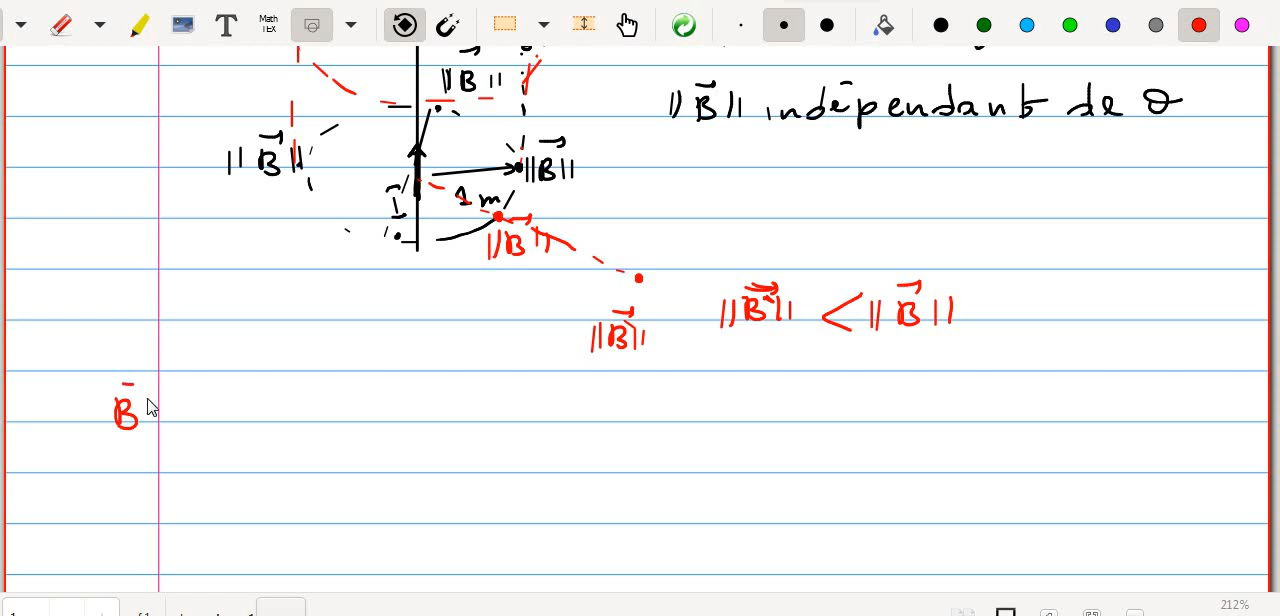 T Math TEX
||B⃗||
||B⃗|| indépendant de θ
||B⃗|| ||B⃗||
I 1 m
||B⃗||
||B⃗|| ||B⃗'|| < ||B⃗||
B
212%